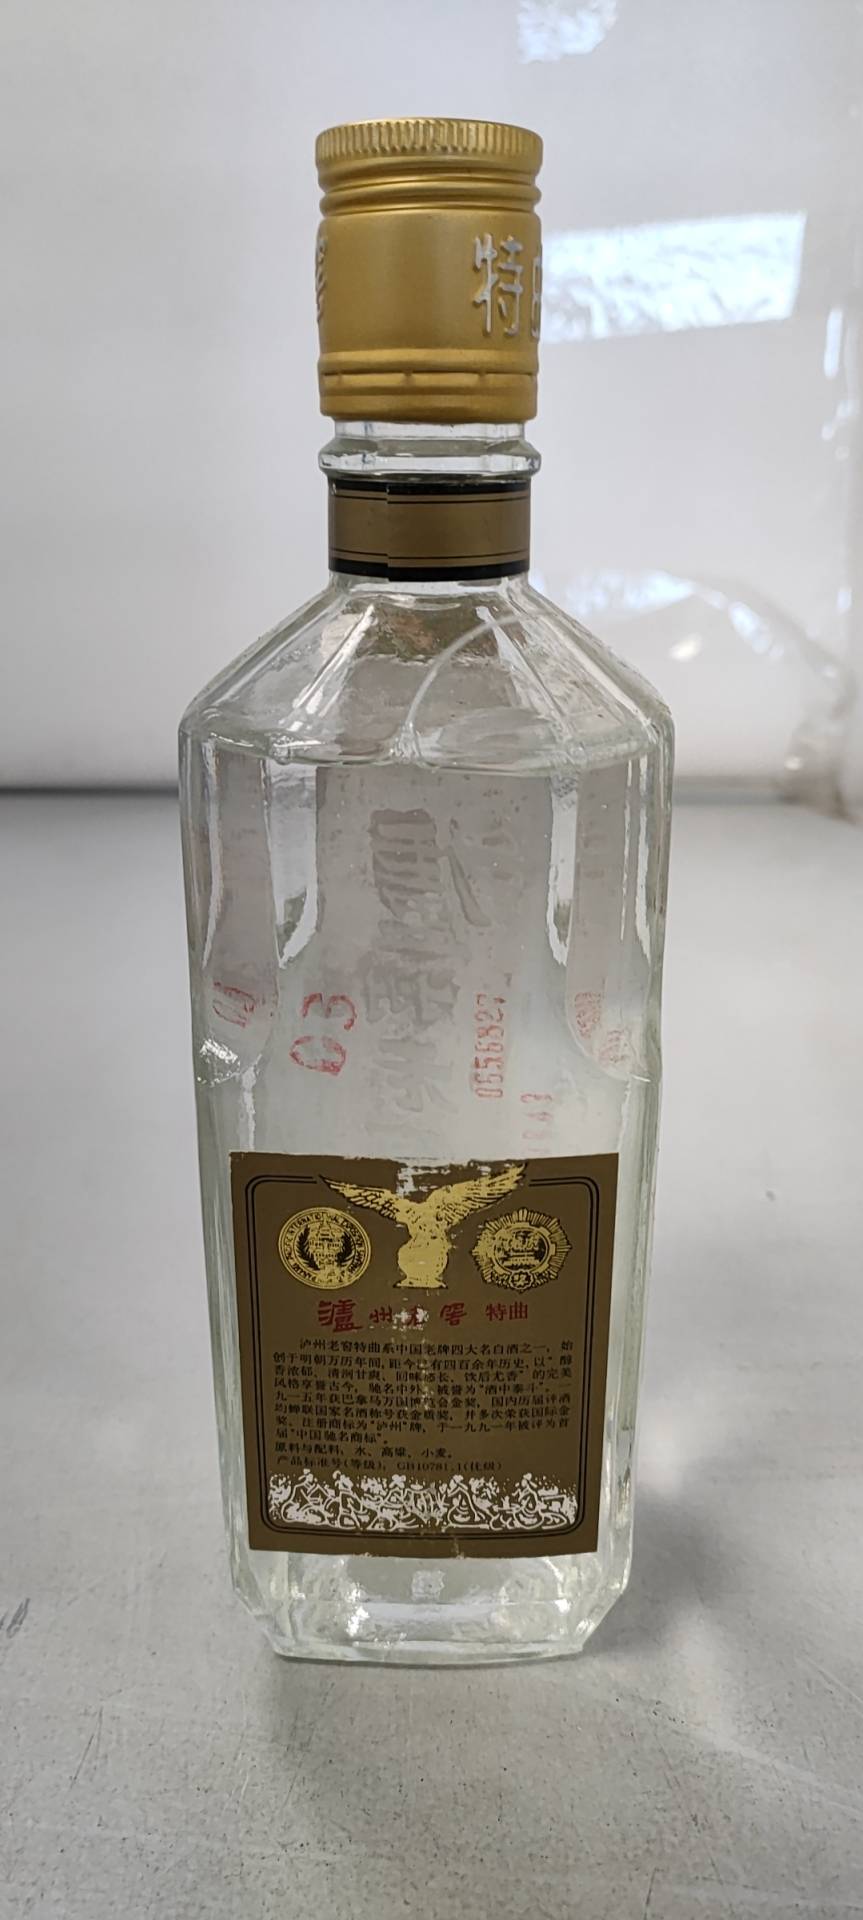 特
C3
0656827
泸州老窖 特曲
泸州老窖特曲系中国老牌四大名白酒之一，始
创于明朝万历年间，距今已有四百余年历史，以“醇
香浓郁、清洌甘爽、回味悠长、饮后尤香”的完美
风格享誉古今，驰名中外，被誉为“酒中泰斗”。一
九一五年获巴拿马万国博览会金奖，国内历届评酒
均蝉联国家名酒称号获金质奖，并多次荣获国际金
奖。注册商标为“泸州”牌，于一九九一年被评为首
届“中国驰名商标”。
原料与配料：水、高粱、小麦。
产品标准号(等级)：GB10781.1(优级)